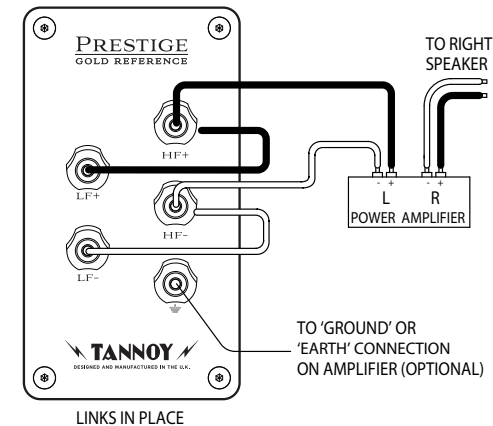 PRESTIGE
GOLD REFERENCE
TO RIGHT
SPEAKER
HF+
LF+
- + - +
L R
POWER AMPLIFIER
HF-
LF-
TANNOY
DESIGNED AND MANUFACTURED IN THE U.K.
TO ‘GROUND’ OR
‘EARTH’ CONNECTION
ON AMPLIFIER (OPTIONAL)
LINKS IN PLACE